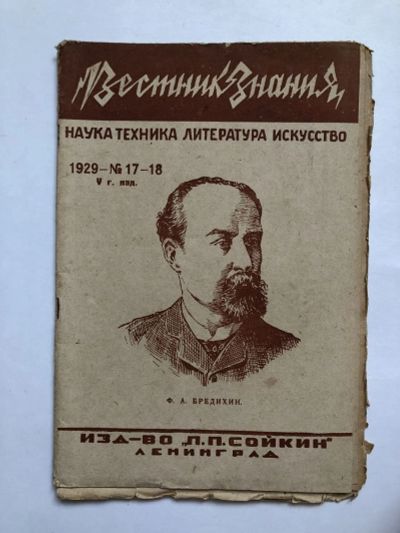 Вестник Знания
НАУКА ТЕХНИКА ЛИТЕРАТУРА ИСКУССТВО
1929—№ 17-18
V г. изд.
Ф. А. БРЕДИХИН.
ИЗД-ВО „П.П.СОЙКИН"
ЛЕНИНГРАД